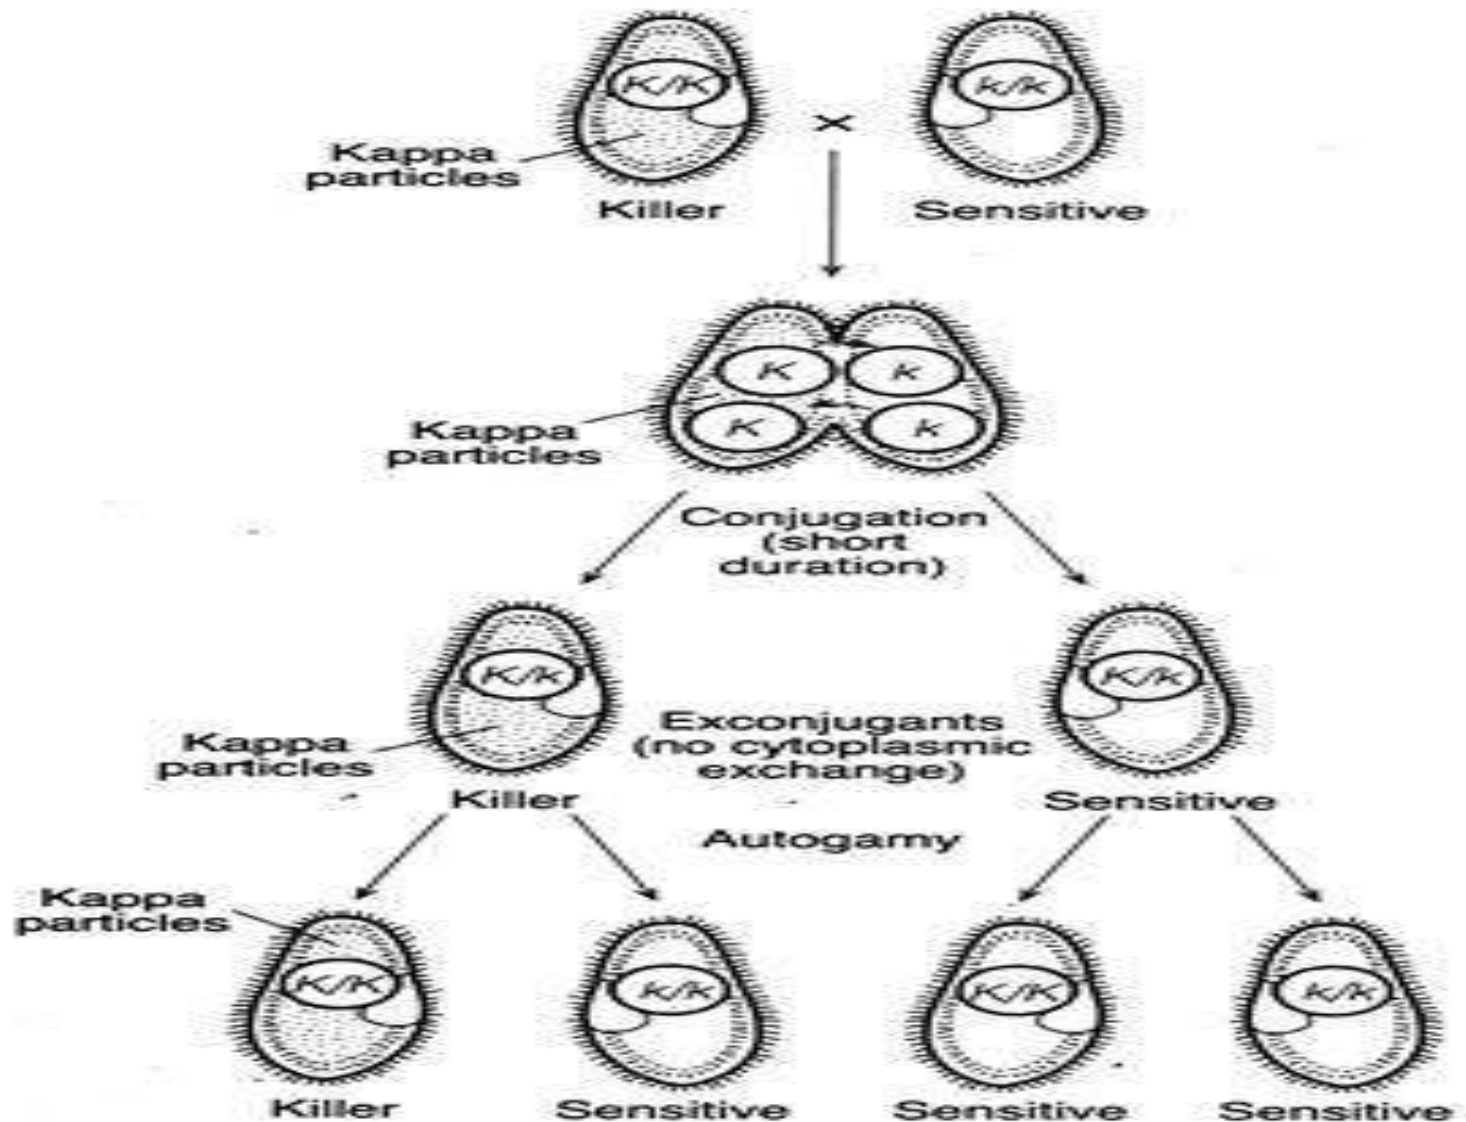 K/K
k/k
×
Kappa
particles
Killer
Sensitive
K
k
Kappa
particles
K
k
Conjugation
(short
duration)
K/k
K/k
Exconjugants
(no cytoplasmic
exchange)
Kappa
particles
Killer
Sensitive
Autogamy
Kappa
particles
K/K
k/k
K/K
k/k
Killer
Sensitive
Sensitive
Sensitive